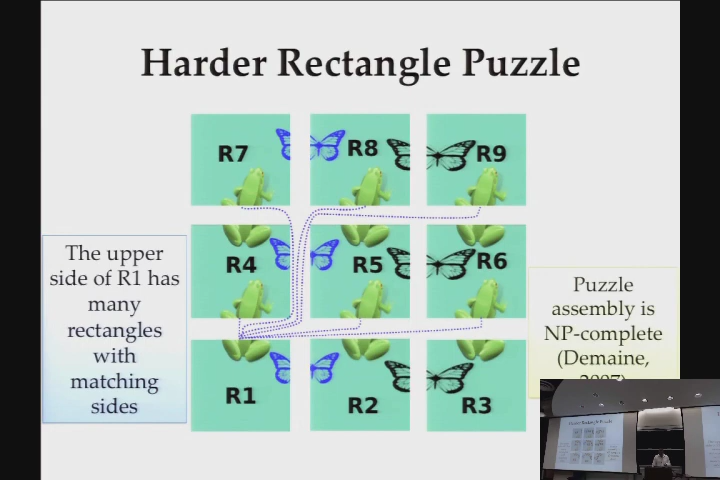 Harder Rectangle Puzzle
R7
R8
R9
R4
R5
R6
R1
R2
R3
The upper
side of R1 has
many
rectangles
with
matching
sides
Puzzle
assembly is
NP-complete
(Demaine,